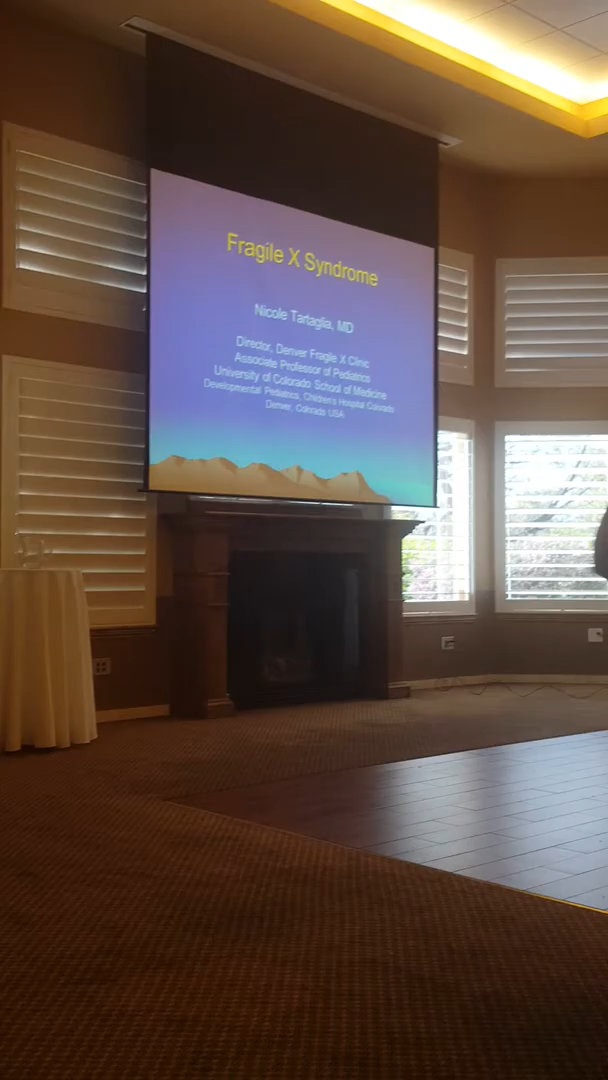 Fragile X Syndrome
Nicole Tartaglia, MD
Director, Denver Fragile X Clinic
Associate Professor of Pediatrics
University of Colorado School of Medicine
Developmental Pediatrics, Children's Hospital Colorado
Denver, Colorado USA